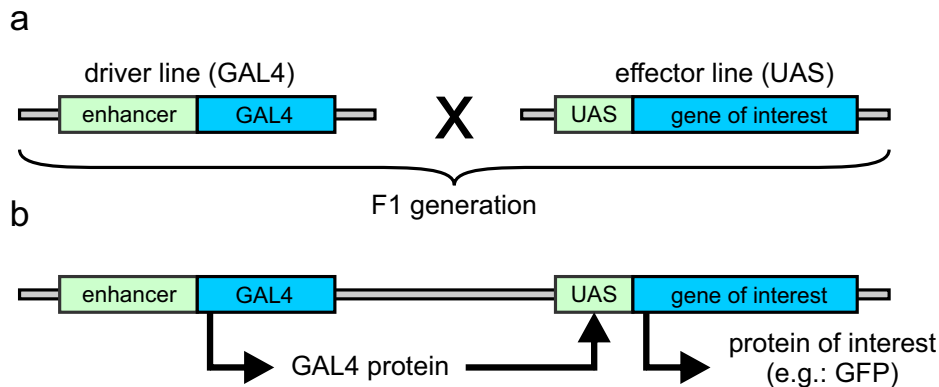 a
driver line (GAL4)
effector line (UAS)
enhancer GAL4
X
UAS gene of interest
F1 generation
b
enhancer GAL4
UAS gene of interest
GAL4 protein
protein of interest
(e.g.: GFP)